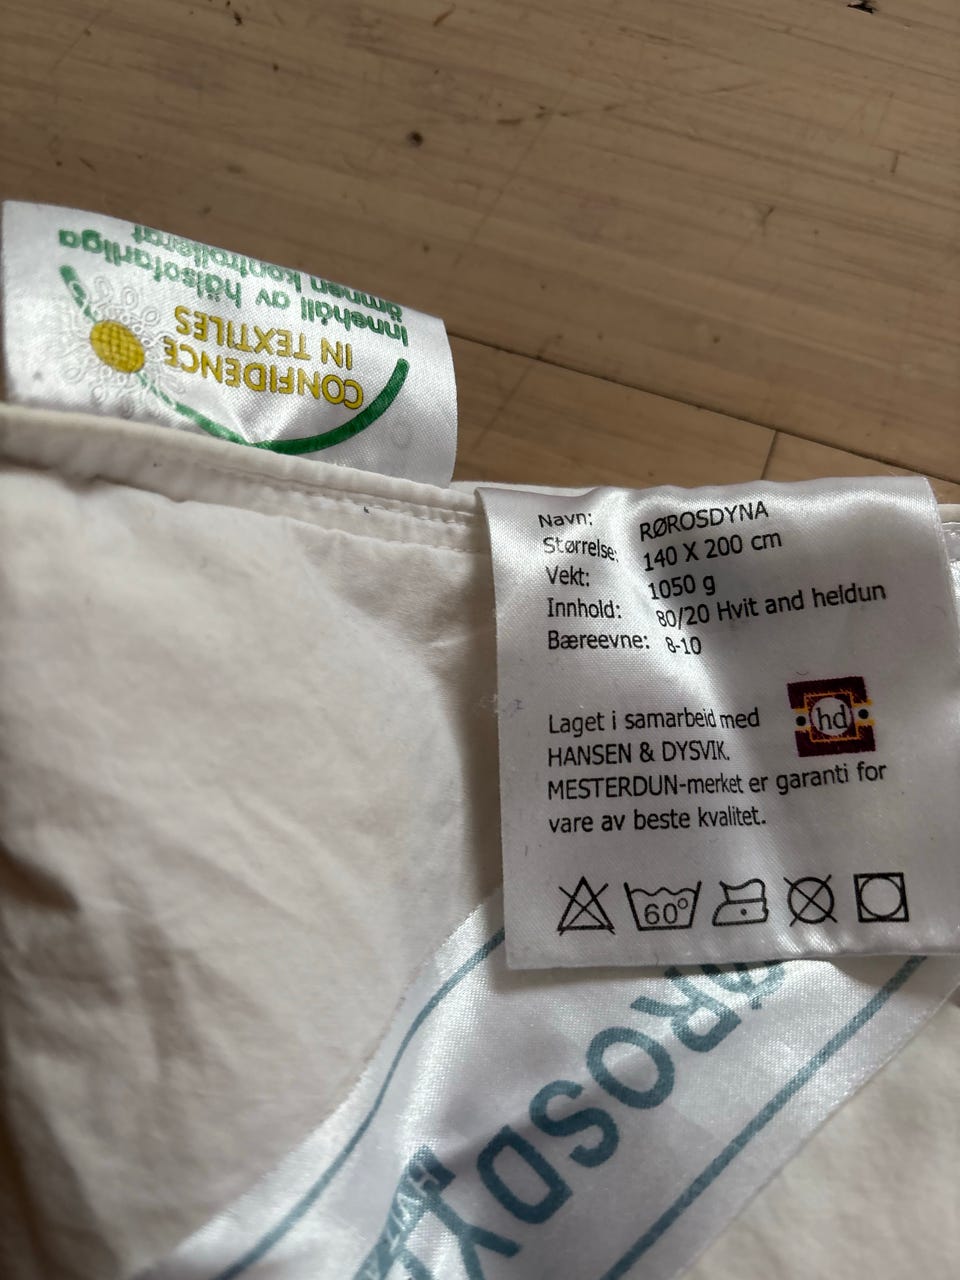 Innehåll av hälsofarliga
ämnen kontrollerat
CONFIDENCE
IN TEXTILES
Navn: RØROSDYNA
Størrelse: 140 X 200 cm
Vekt: 1050 g
Innhold: 80/20 Hvit and heldun
Bæreevne: 8-10
hd
Laget i samarbeid med
HANSEN & DYSVIK.
MESTERDUN-merket er garanti for
vare av beste kvalitet.
60°